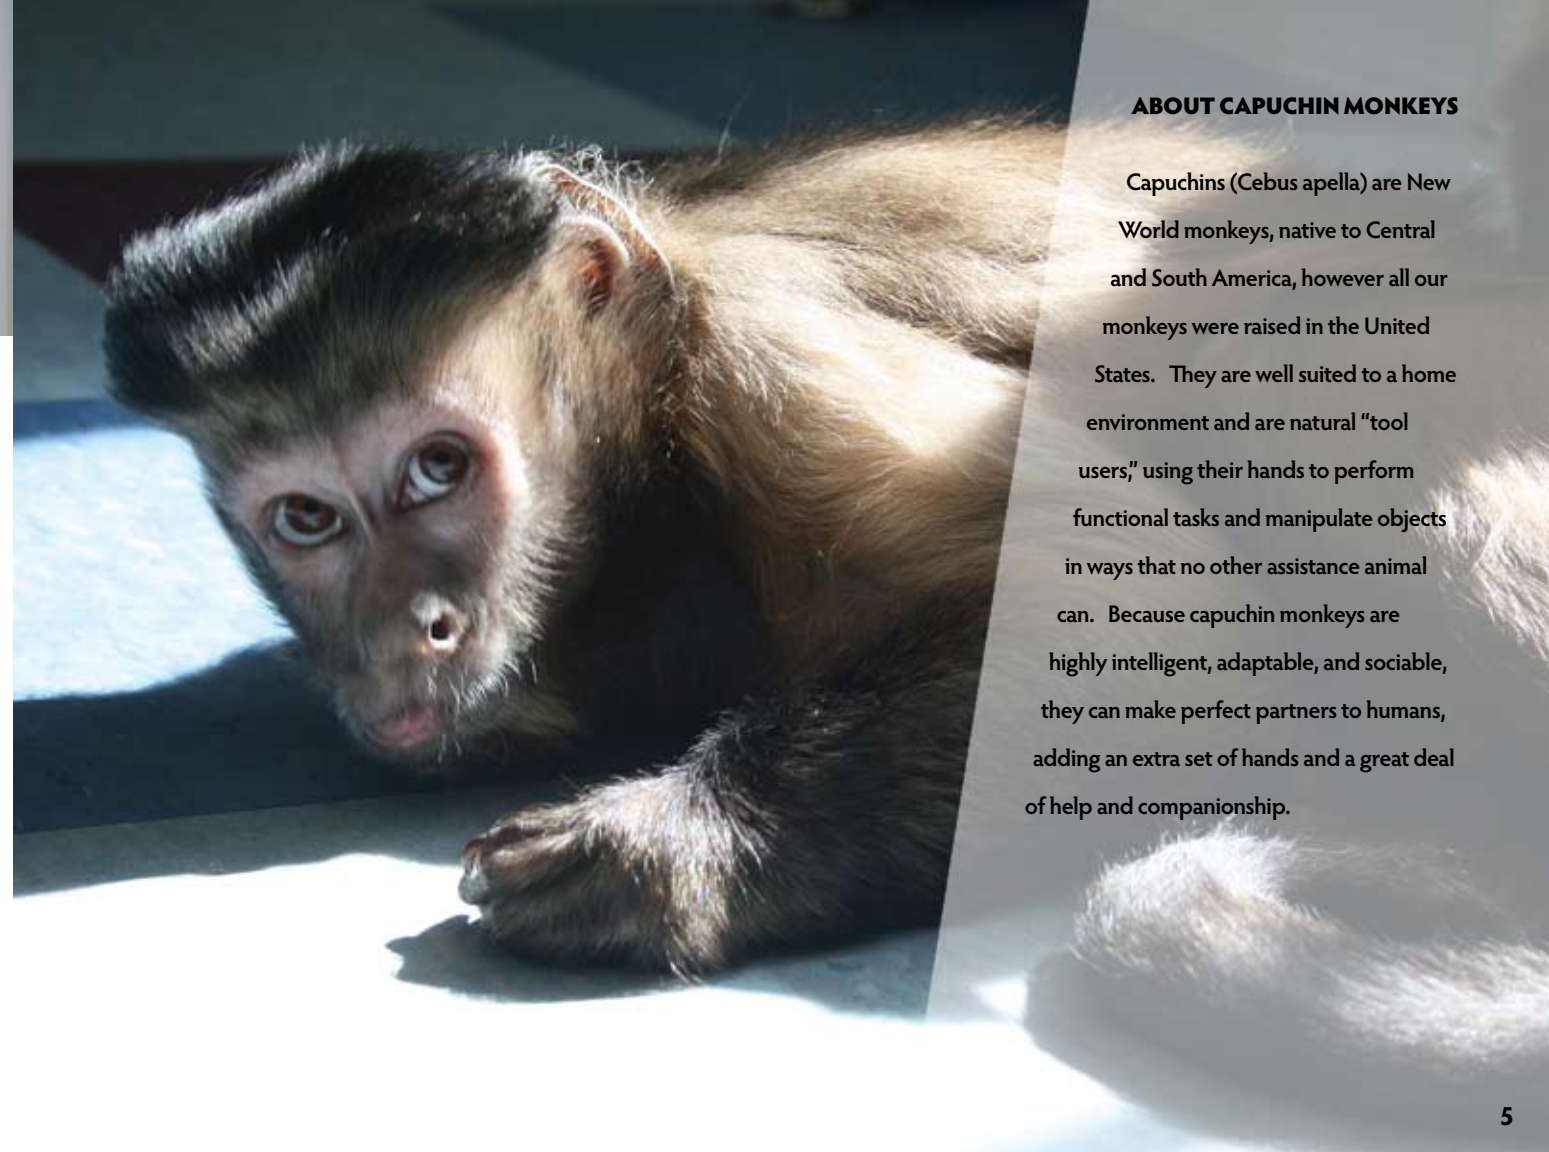 ABOUT CAPUCHIN MONKEYS
Capuchins (Cebus apella) are New
World monkeys, native to Central
and South America, however all our
monkeys were raised in the United
States.   They are well suited to a home
environment and are natural “tool
users,” using their hands to perform
functional tasks and manipulate objects
in ways that no other assistance animal
can.   Because capuchin monkeys are
highly intelligent, adaptable, and sociable,
they can make perfect partners to humans,
adding an extra set of hands and a great deal
of help and companionship.
5